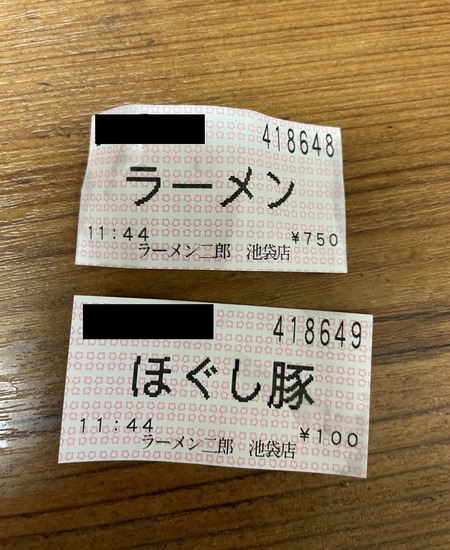 418648
ラーメン
11:44 ¥750
ラーメン二郎 池袋店
418649
ほぐし豚
11:44 ¥100
ラーメン二郎 池袋店